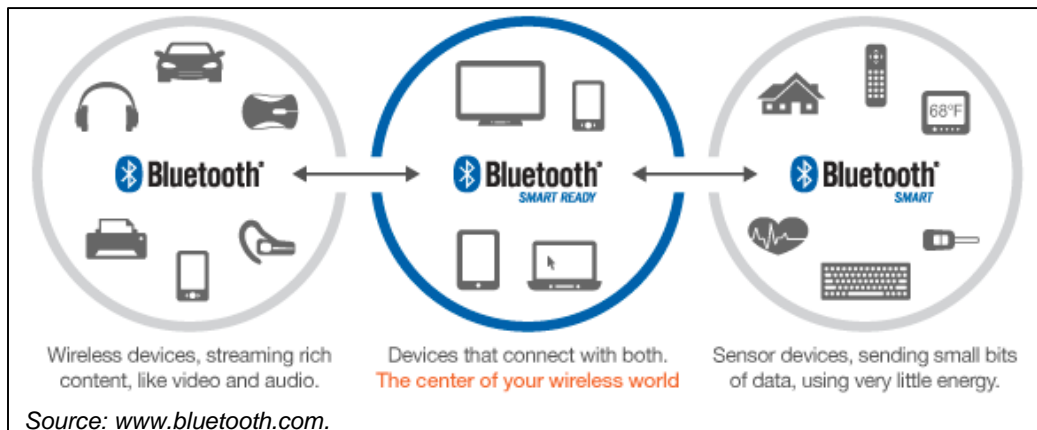 68°F
Bluetooth®
Bluetooth®
SMART READY
Bluetooth®
SMART
Wireless devices, streaming rich
content, like video and audio.
Devices that connect with both.
The center of your wireless world
Sensor devices, sending small bits
of data, using very little energy.
Source: www.bluetooth.com.